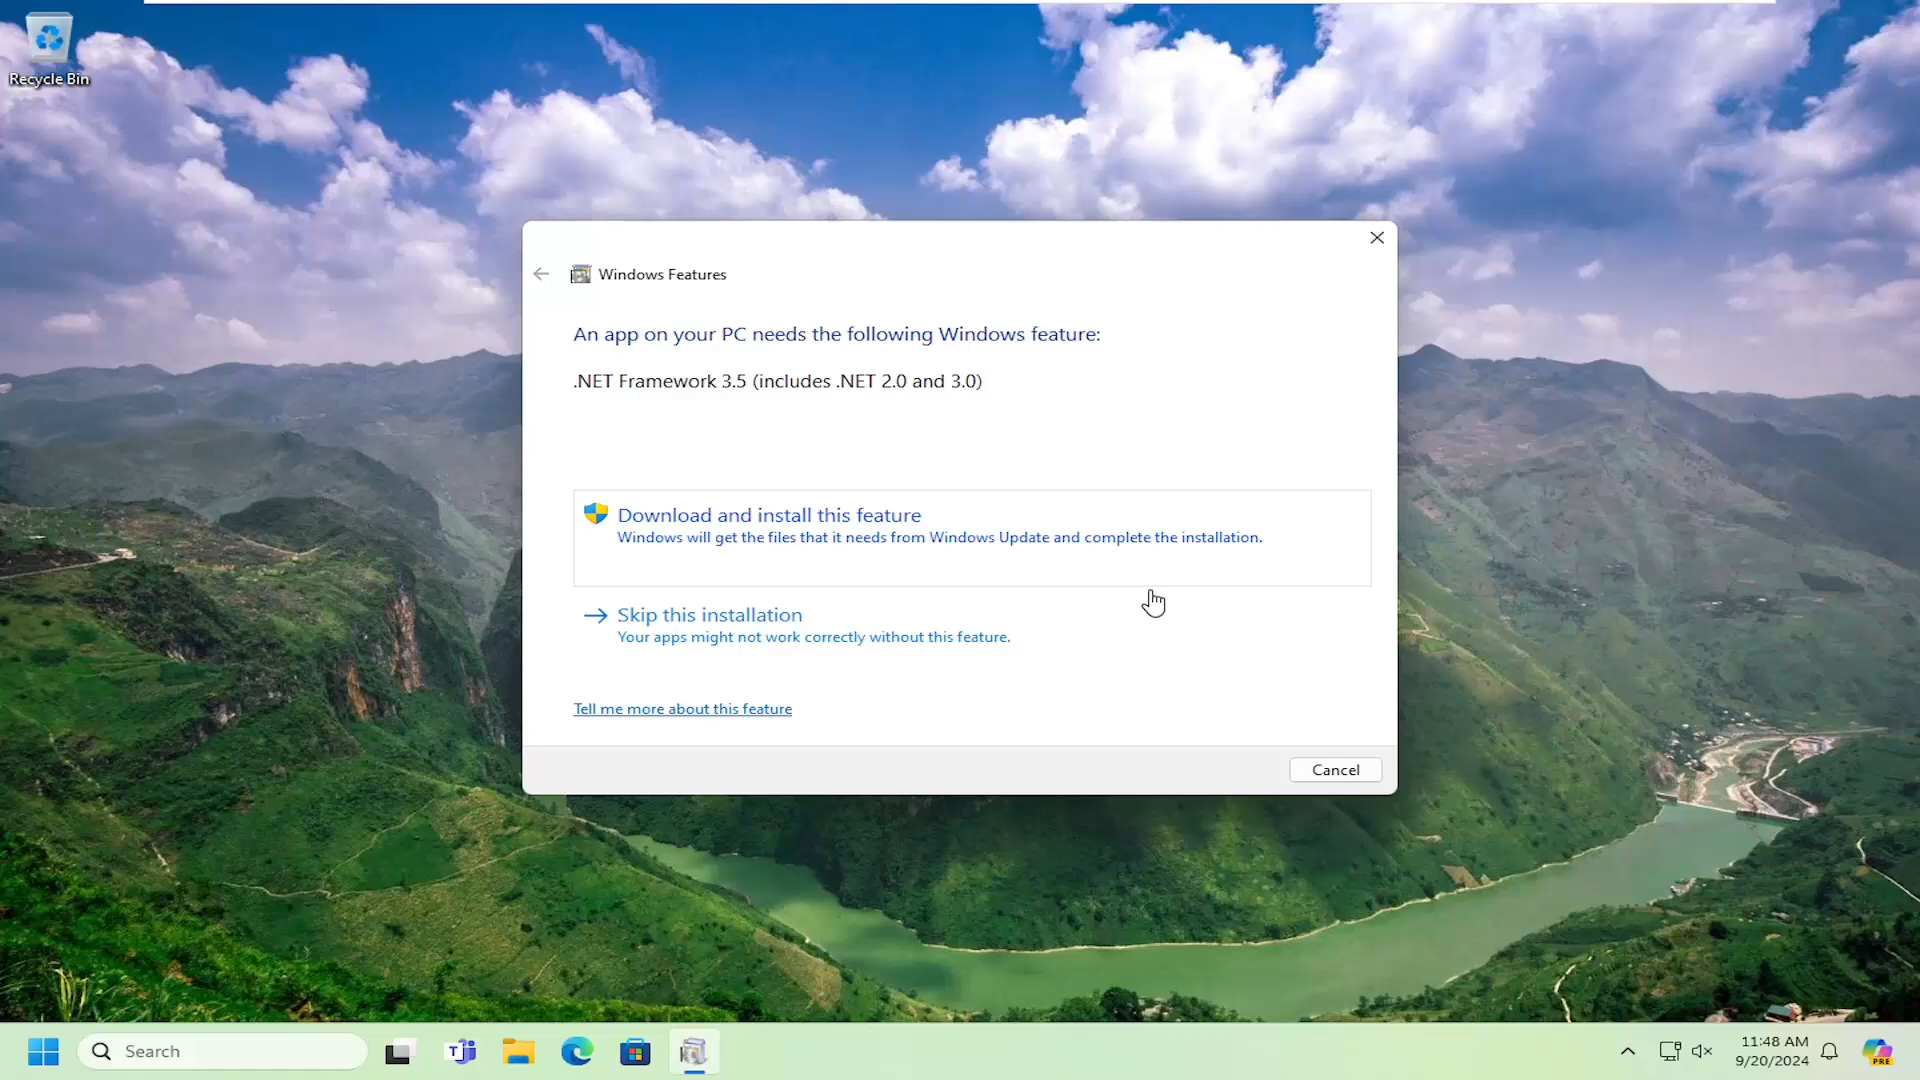 Recycle Bin
Windows Features
An app on your PC needs the following Windows feature:
.NET Framework 3.5 (includes .NET 2.0 and 3.0)
Download and install this feature
Windows will get the files that it needs from Windows Update and complete the installation.
Skip this installation
Your apps might not work correctly without this feature.
Tell me more about this feature
Cancel
Search
T
11:48 AM
9/20/2024
PRE